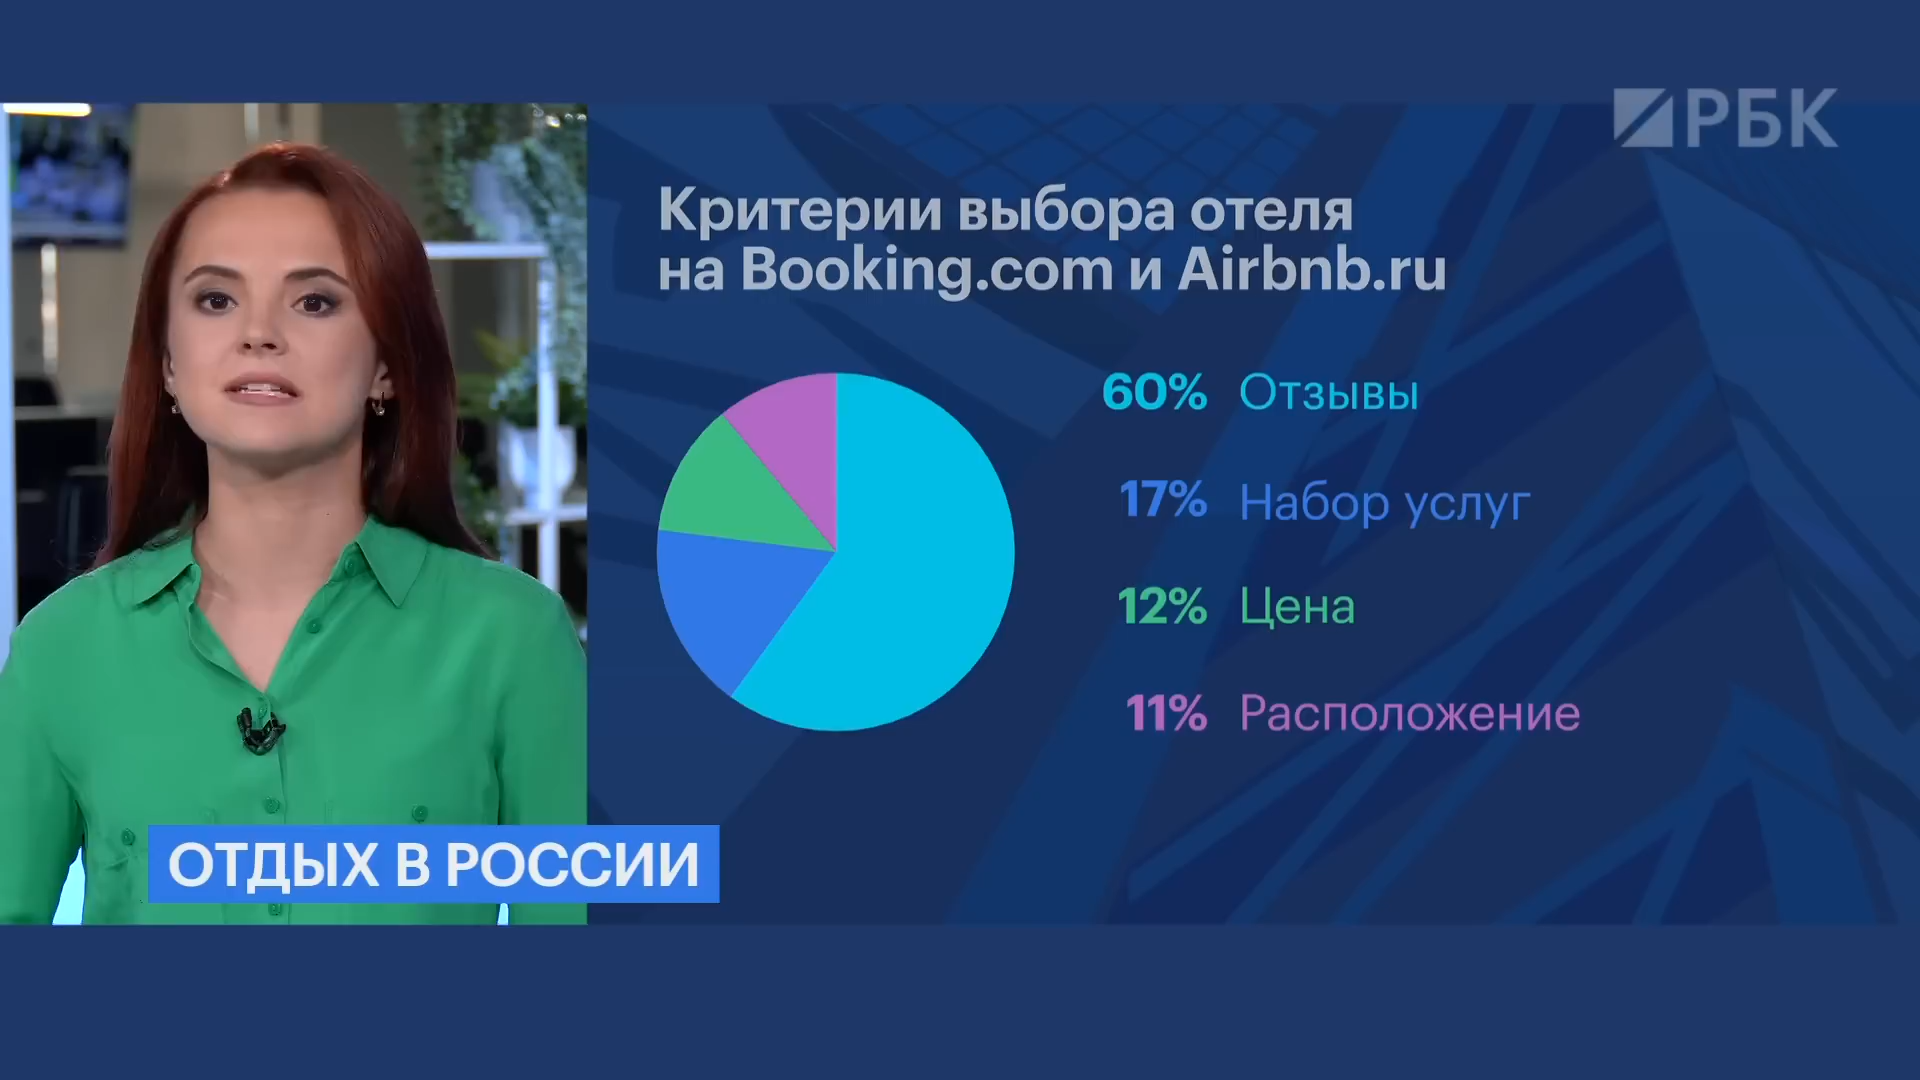 РБК
Критерии выбора отеля
на Booking.com и Airbnb.ru
60% Отзывы
17% Набор услуг
12% Цена
11% Расположение
ОТДЫХ В РОССИИ